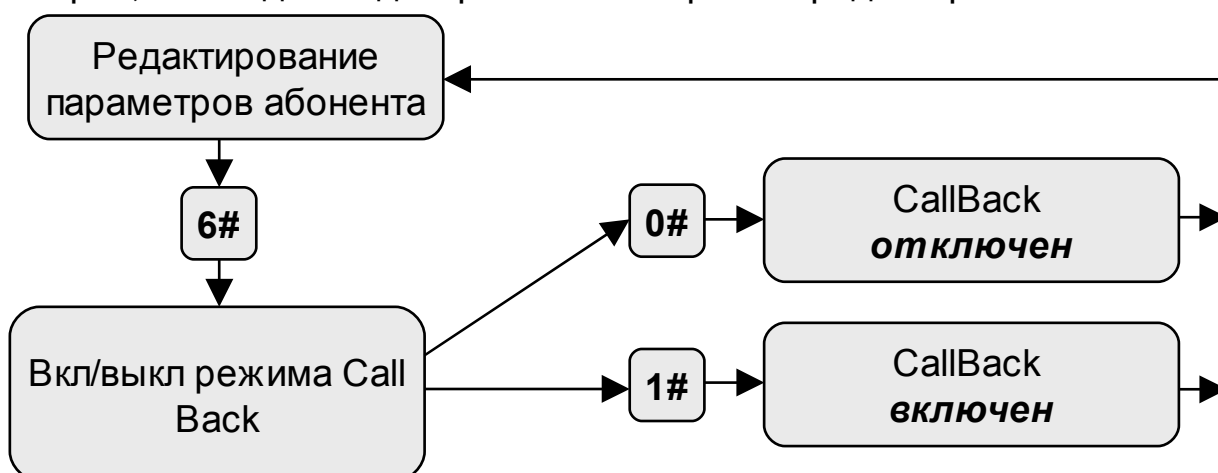 Редактирование
параметров абонента
6#
Вкл/выкл режима Call
Back
0#
CallBack
отключен
1#
CallBack
включен